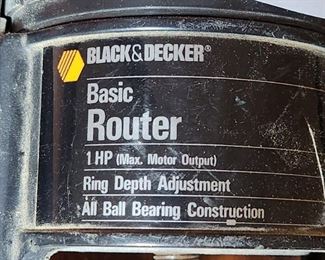 BLACK&DECKER®
Basic
Router
1 HP (Max. Motor Output)
Ring Depth Adjustment
All Ball Bearing Construction